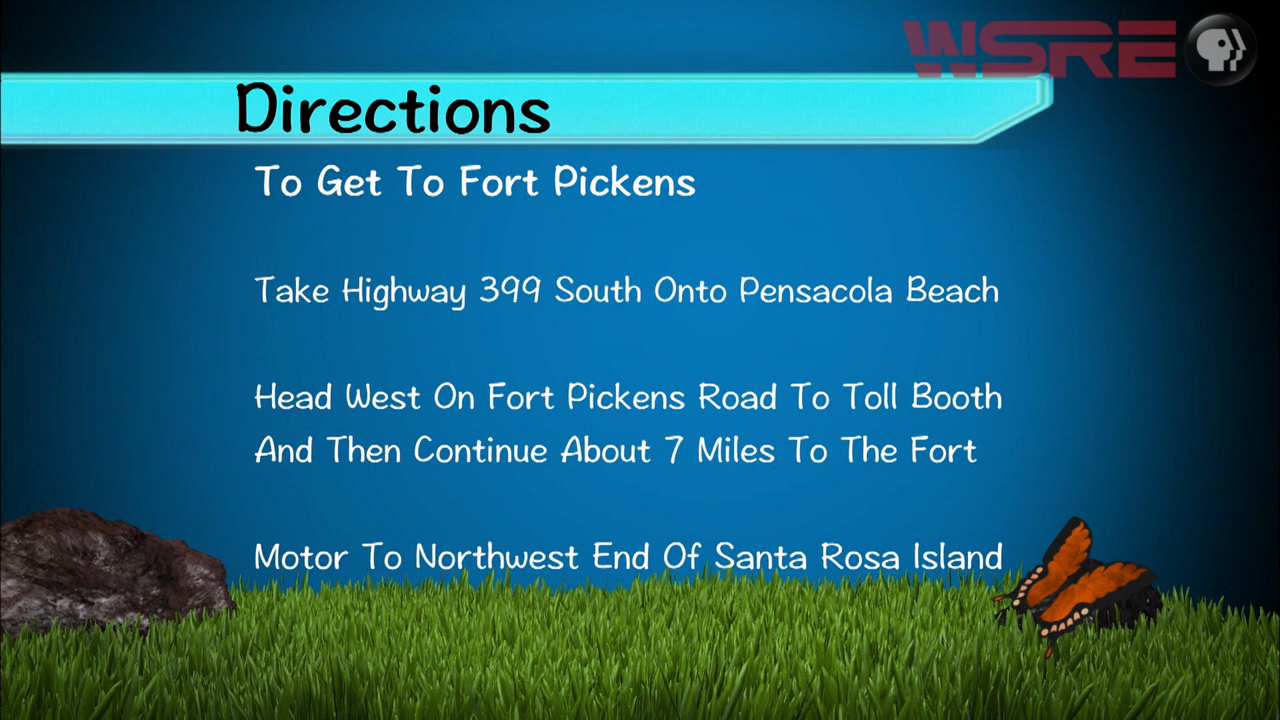 WSRE
Directions
To Get To Fort Pickens
Take Highway 399 South Onto Pensacola Beach
Head West On Fort Pickens Road To Toll Booth
And Then Continue About 7 Miles To The Fort
Motor To Northwest End Of Santa Rosa Island